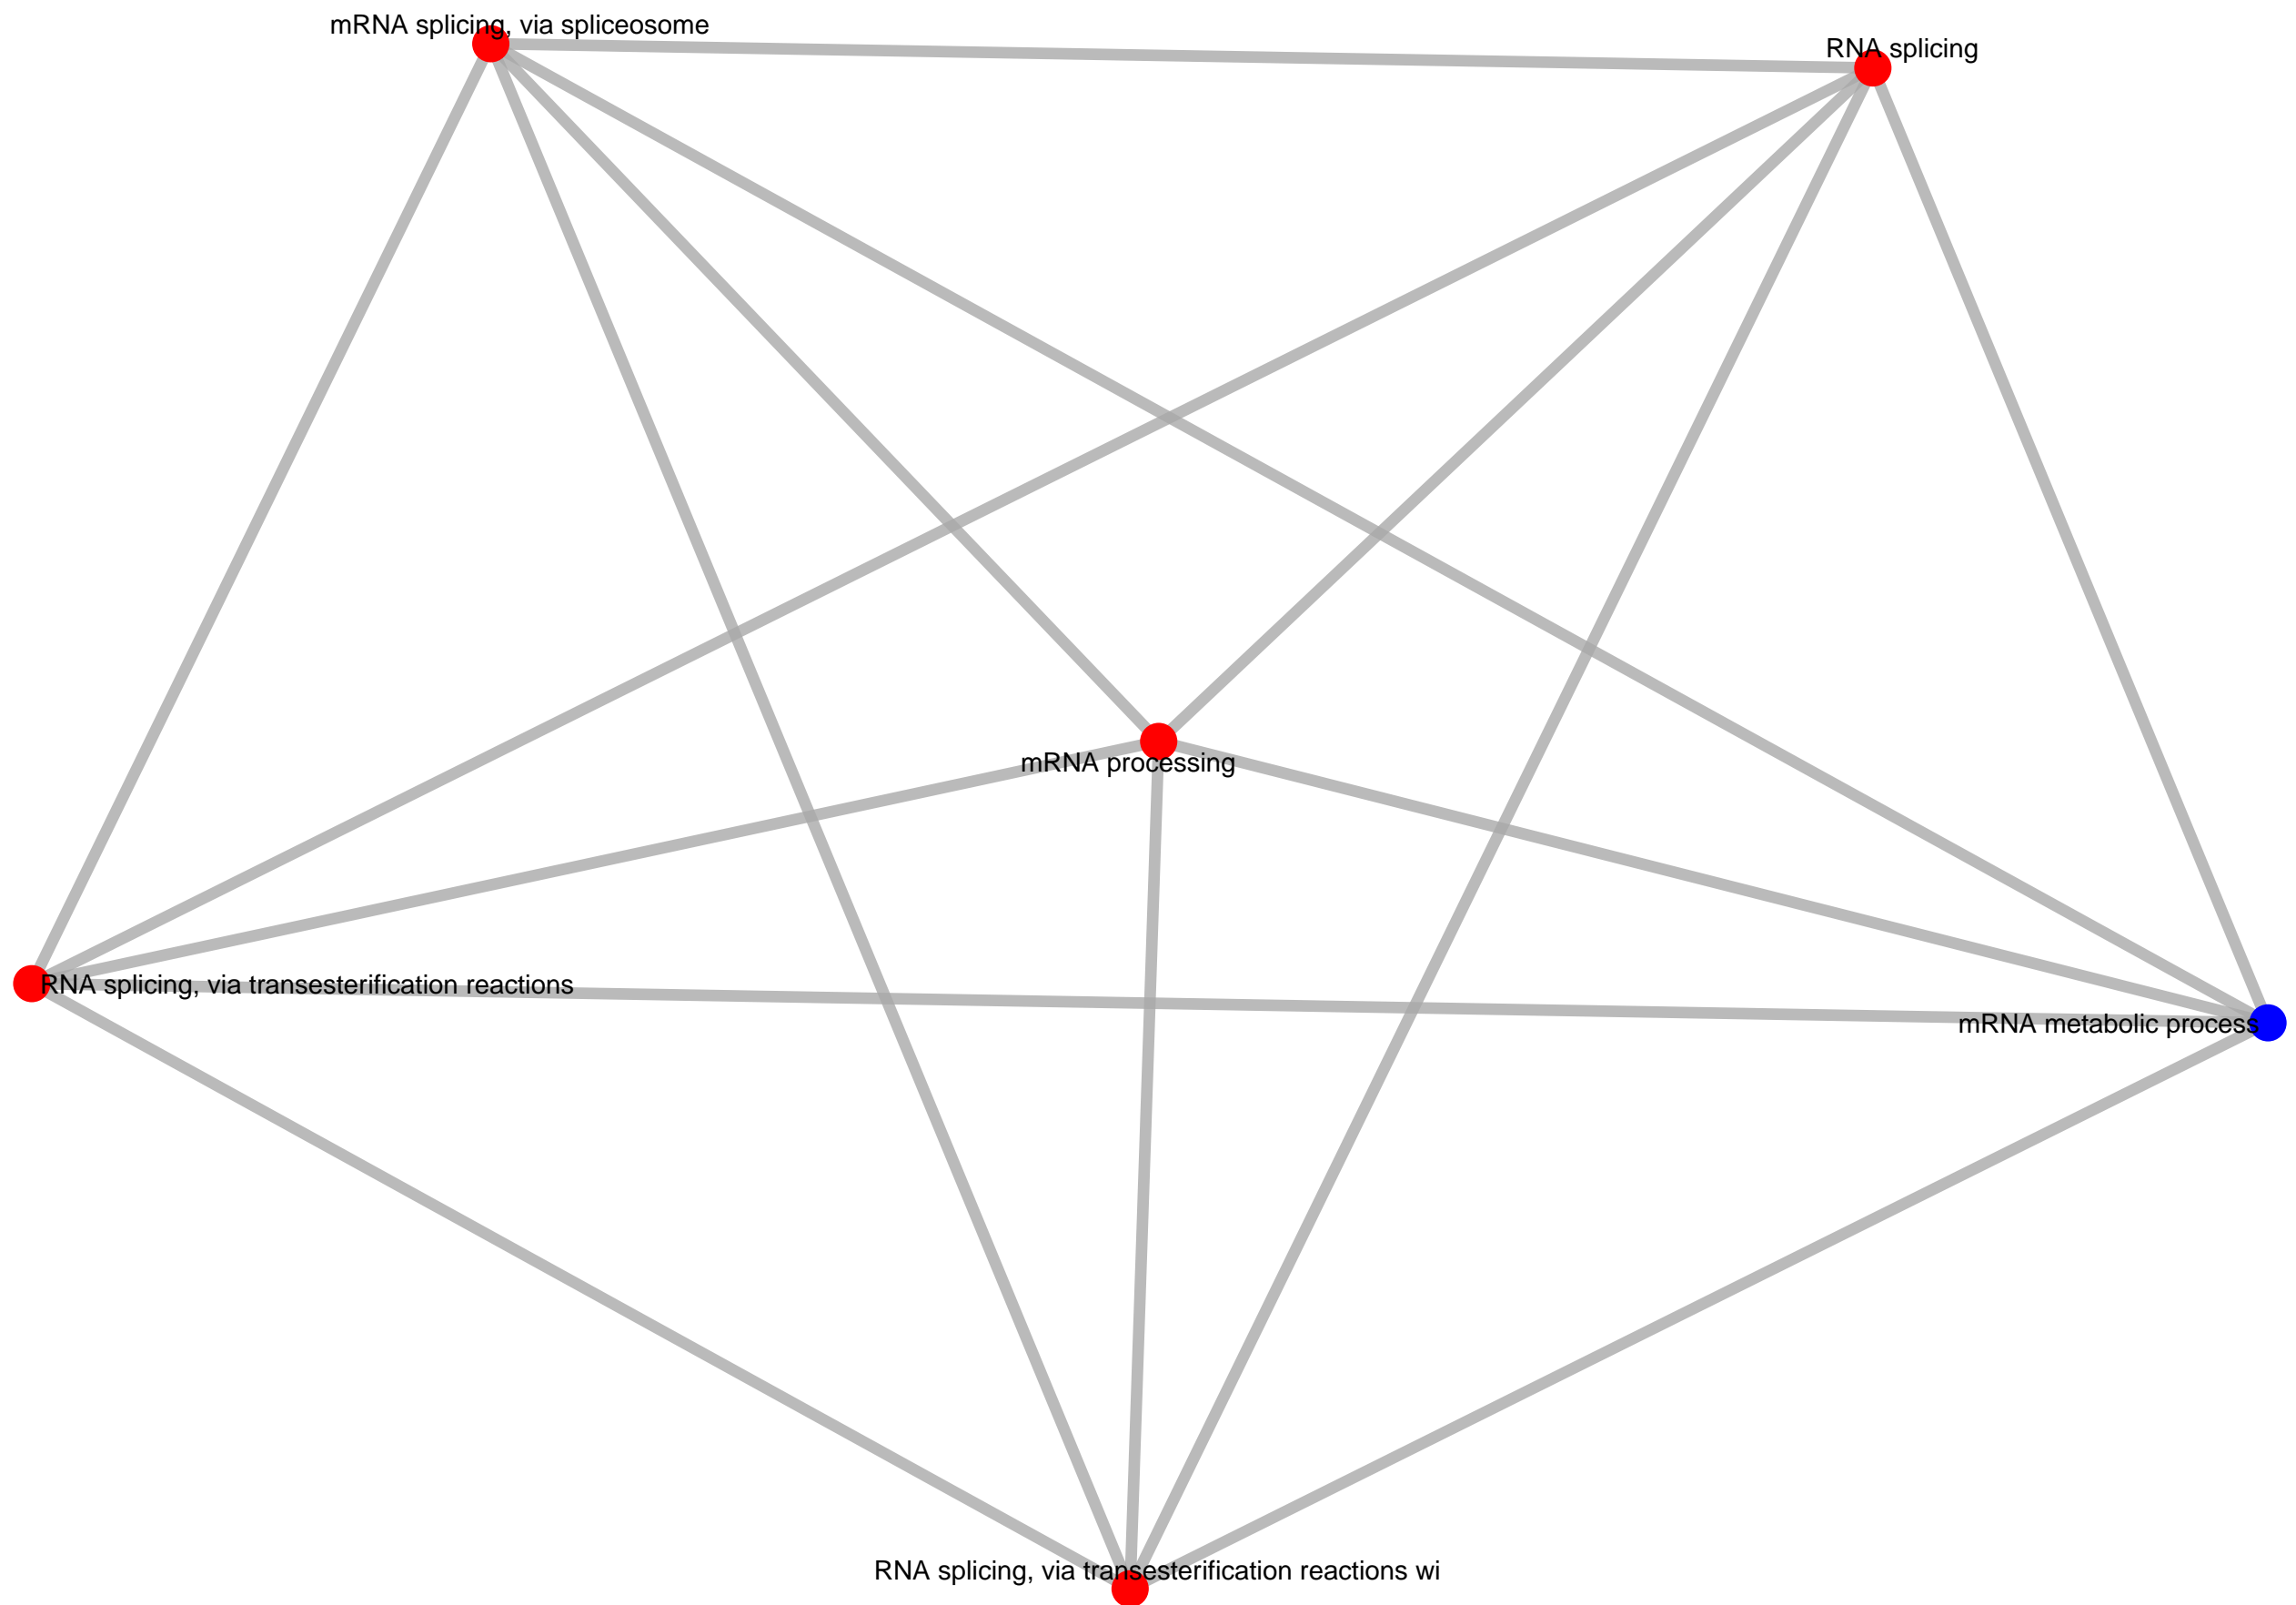 mRNA splicing, via spliceosome
RNA splicing
mRNA processing
RNA splicing, via transesterification reactions
mRNA metabolic process
RNA splicing, via transesterification reactions wi